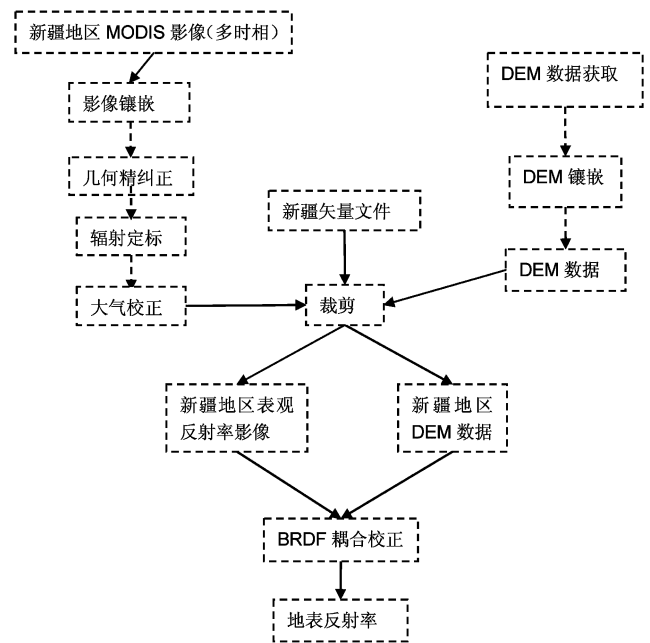 新疆地区 MODIS 影像(多时相)
影像镶嵌
几何精纠正
辐射定标
大气校正
DEM 数据获取
DEM 镶嵌
DEM 数据
新疆矢量文件
裁剪
新疆地区表观
反射率影像
新疆地区
DEM 数据
BRDF 耦合校正
地表反射率